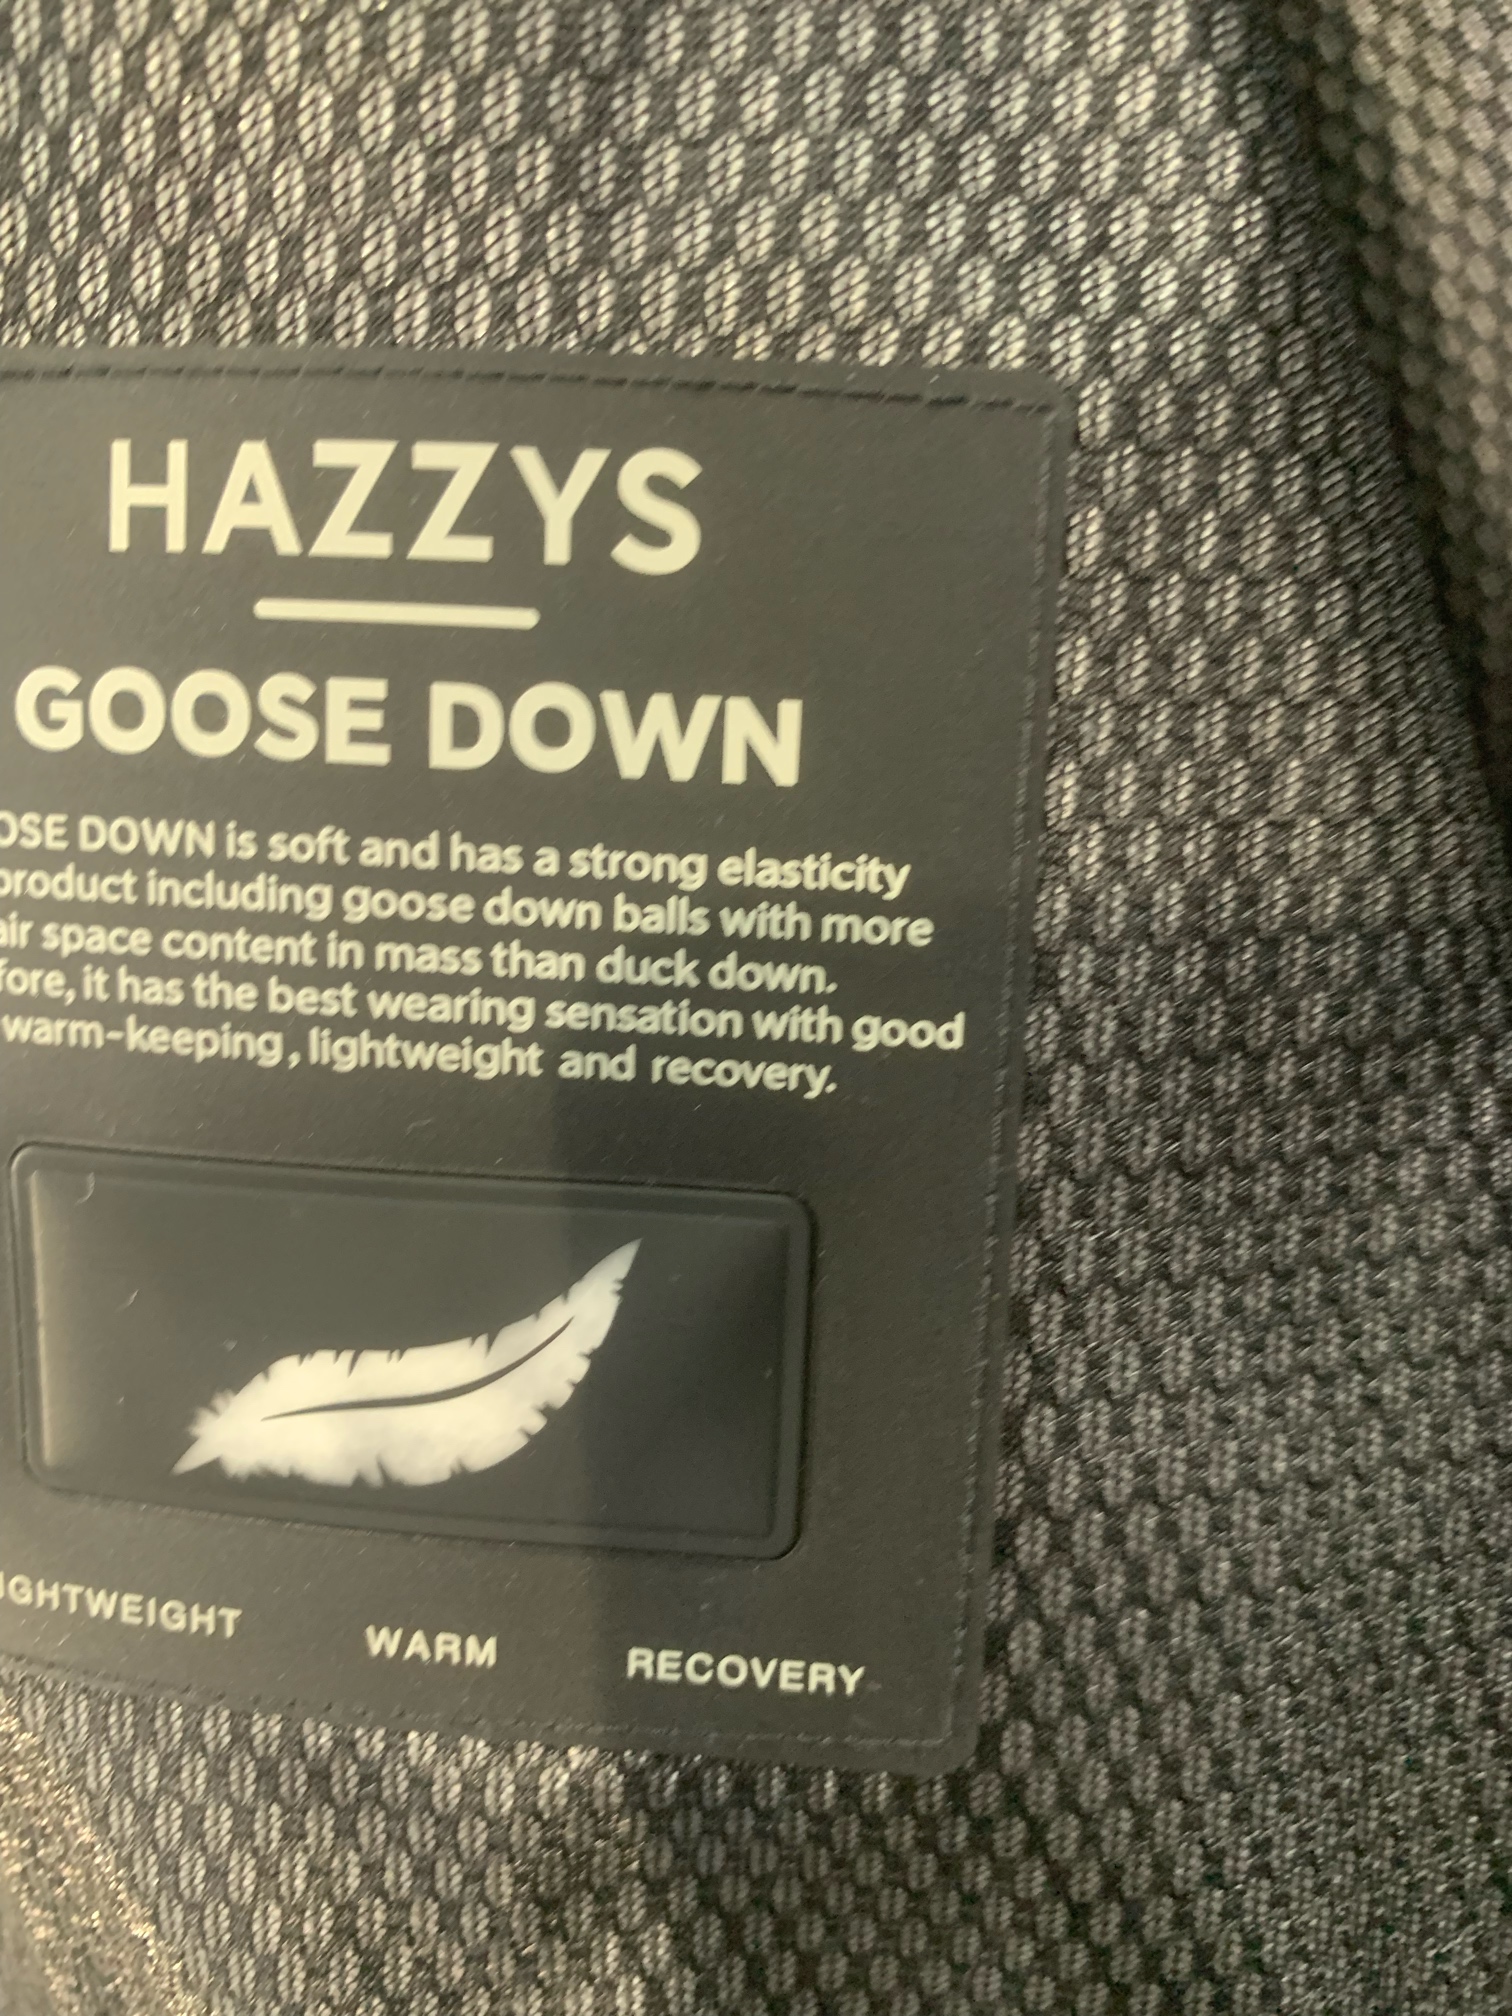 HAZZYS
GOOSE DOWN
OSE DOWN is soft and has a strong elasticity
product including goose down balls with more
air space content in mass than duck down.
fore, it has the best wearing sensation with good
warm-keeping, lightweight and recovery.
IGHTWEIGHT WARM RECOVERY